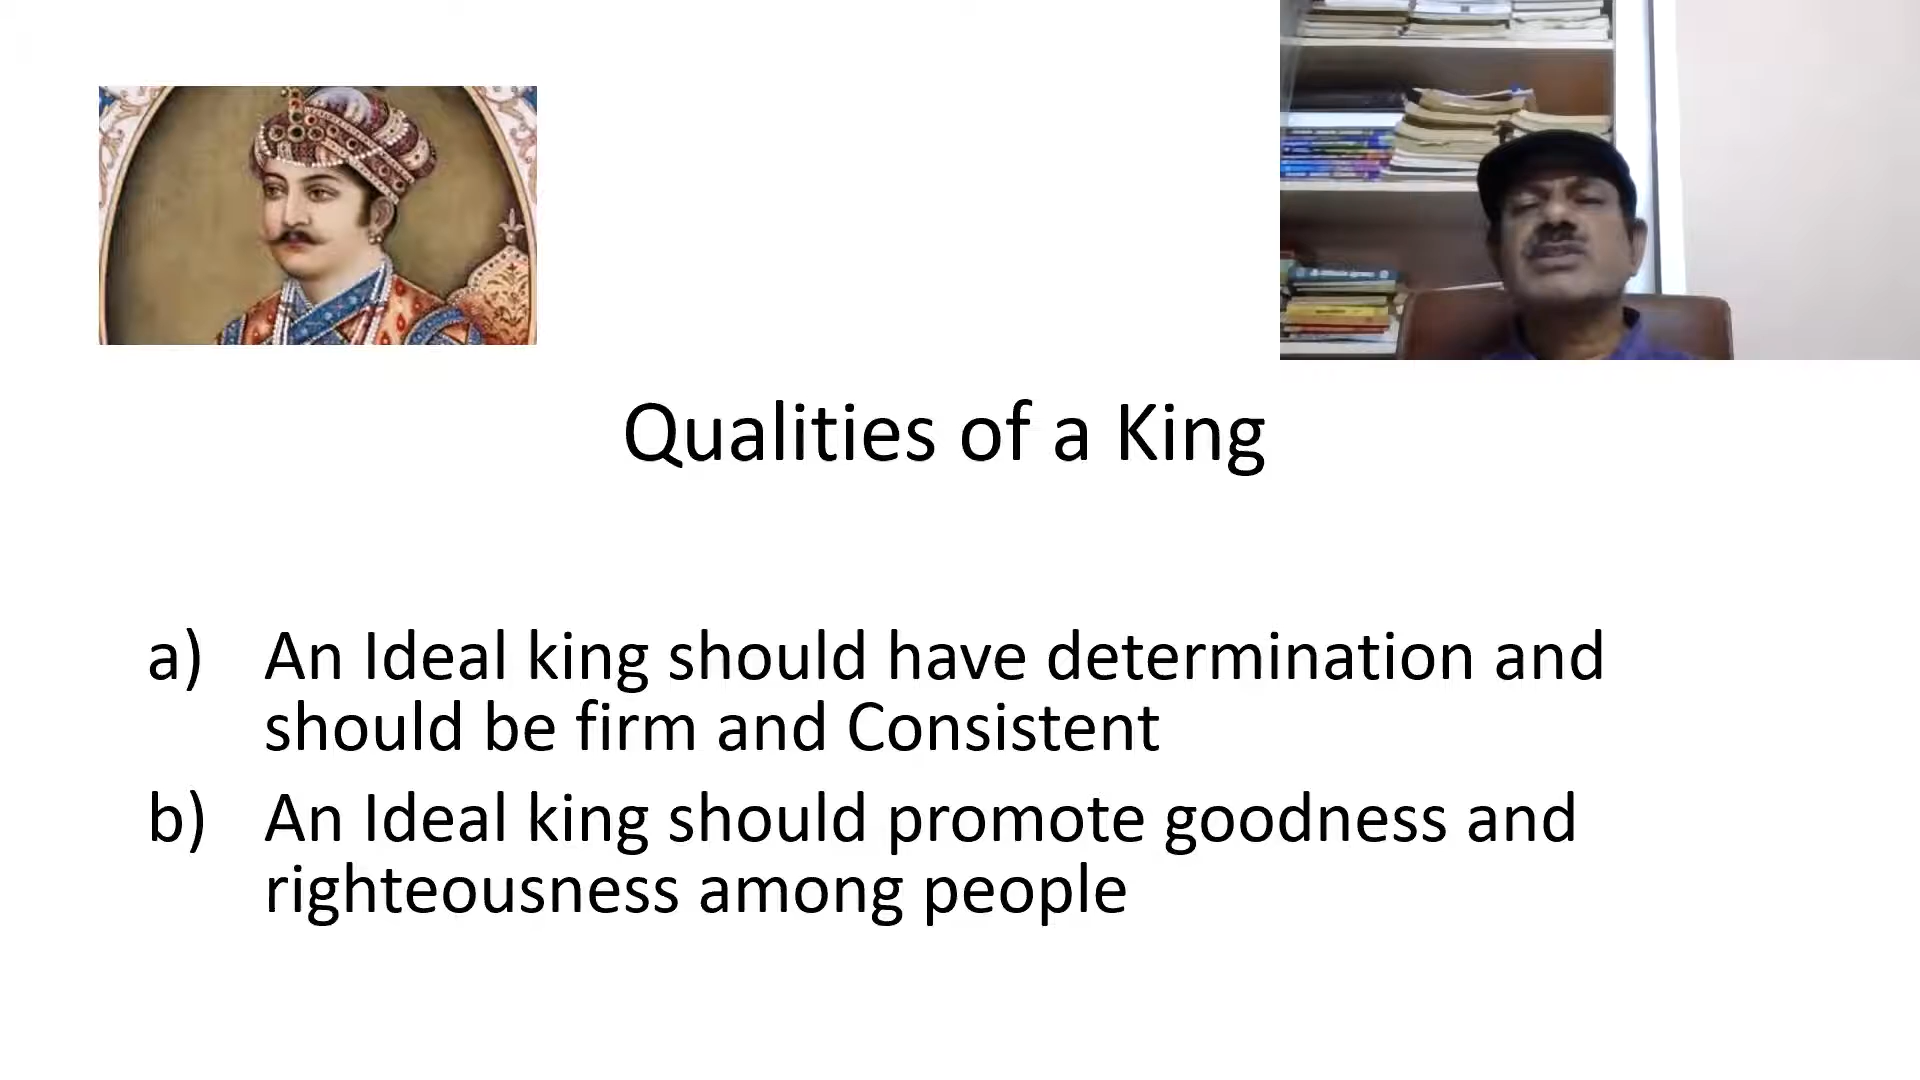 Qualities of a King
a) An Ideal king should have determination and
should be firm and Consistent
b) An Ideal king should promote goodness and
righteousness among people